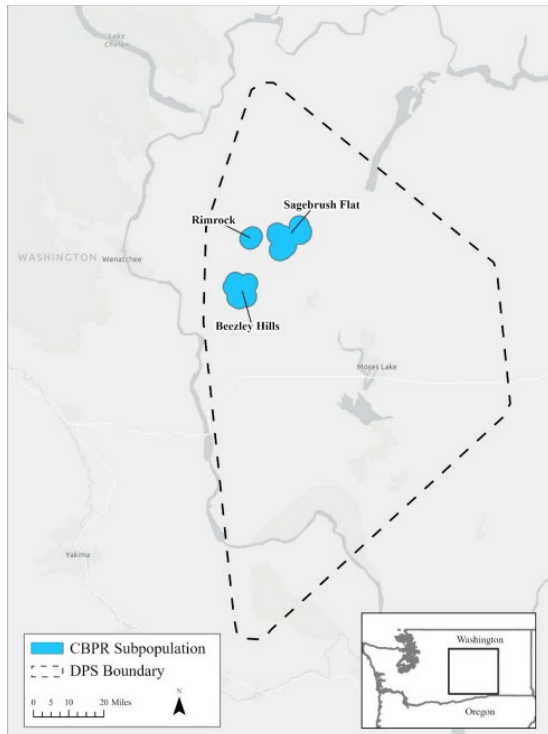 Lake
Chelan
Sagebrush Flat
Rimrock
WASHINGTON
Wenatchee
Beezley Hills
Moses Lake
Yakima
CBPR Subpopulation
DPS Boundary
0 5 10 20 Miles
N
Washington
Oregon